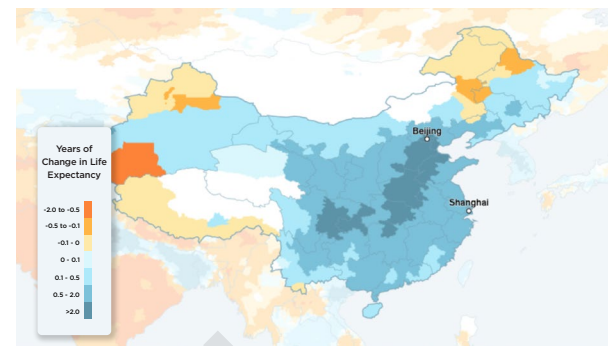 Beijing
Shanghai
Years of
Change in Life
Expectancy
-2.0 to -0.5
-0.5 to -0.1
-0.1 - 0
0 - 0.1
0.1 - 0.5
0.5 - 2.0
>2.0